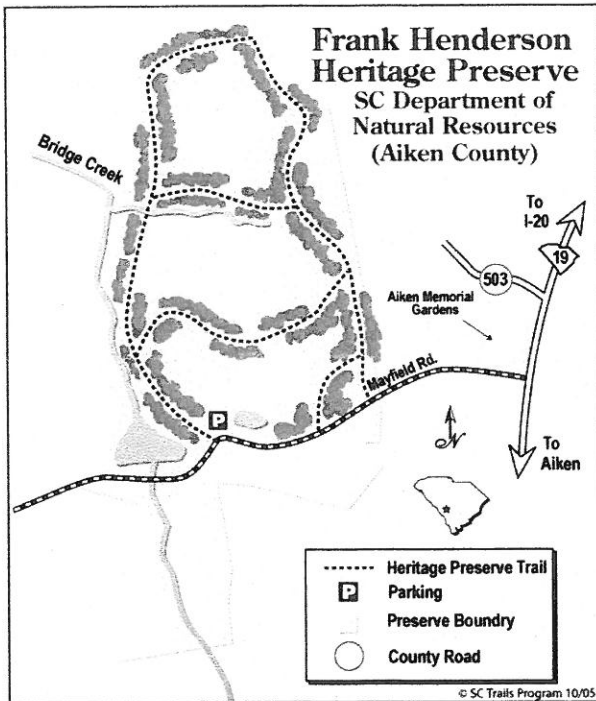 Frank Henderson
Heritage Preserve
SC Department of
Natural Resources
(Aiken County)
Bridge Creek
To
I-20
19
503
Aiken Memorial
Gardens
Mayfield Rd.
P
N
To
Aiken
Heritage Preserve Trail
P Parking
Preserve Boundry
County Road
© SC Trails Program 10/05